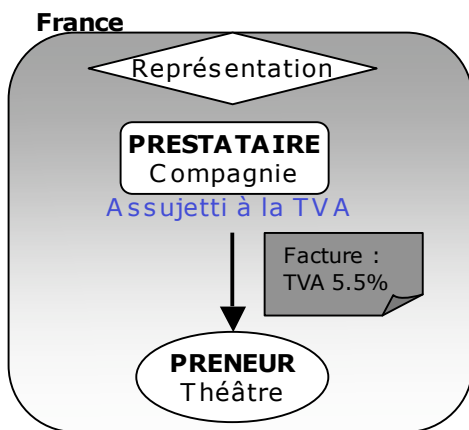 France
Représentation
PRESTATAIRE
Compagnie
Assujetti à la TVA
Facture :
TVA 5.5%
PRENEUR
Théâtre